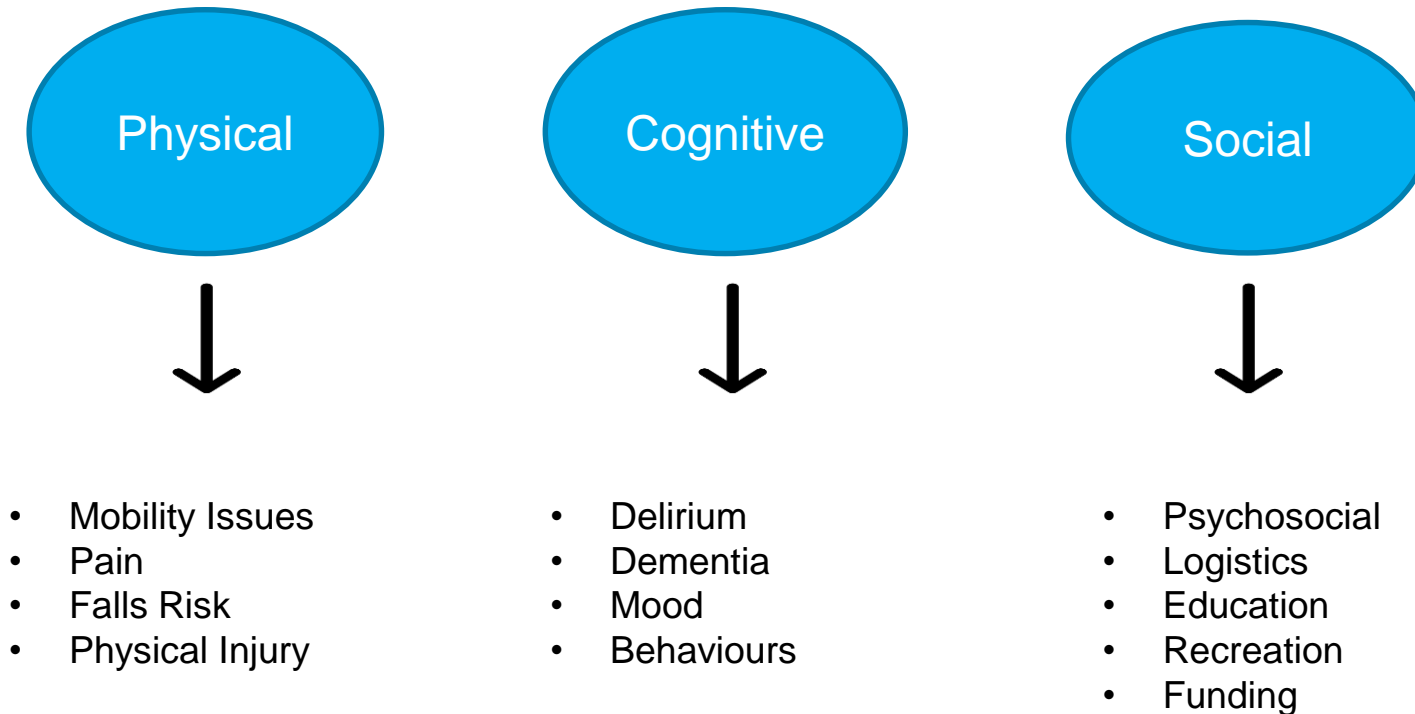 Physical
Cognitive
Social
• Mobility Issues
• Pain
• Falls Risk
• Physical Injury
• Delirium
• Dementia
• Mood
• Behaviours
• Psychosocial
• Logistics
• Education
• Recreation
• Funding